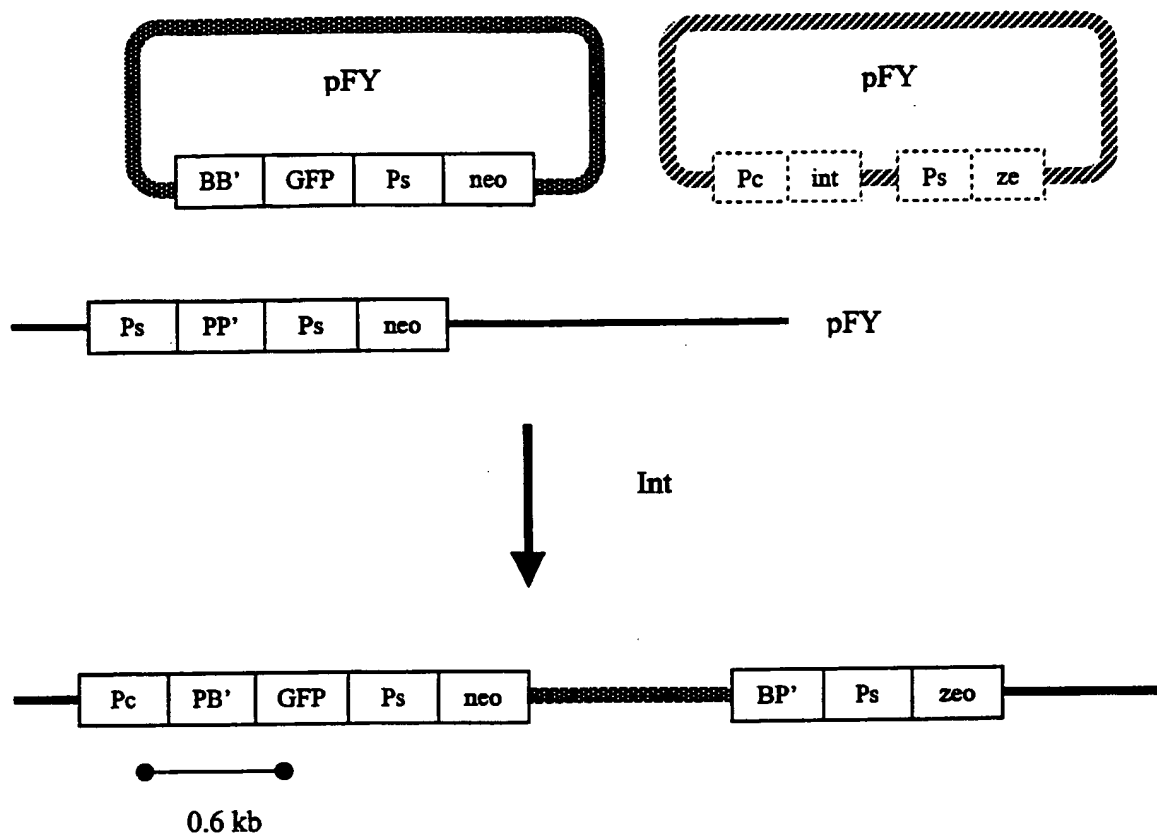 pFY pFY
BB' GFP Ps neo Pc int Ps ze
Ps PP' Ps neo pFY
Int
Pc PB' GFP Ps neo BP' Ps zeo
0.6 kb